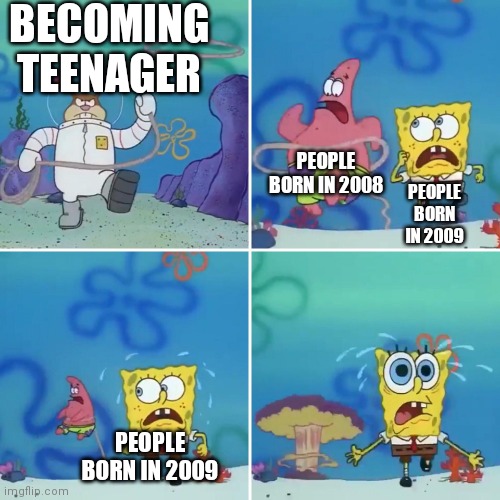 BECOMING
TEENAGER
PEOPLE
BORN IN 2008
PEOPLE
BORN
IN 2009
PEOPLE
BORN IN 2009
imgflip.com